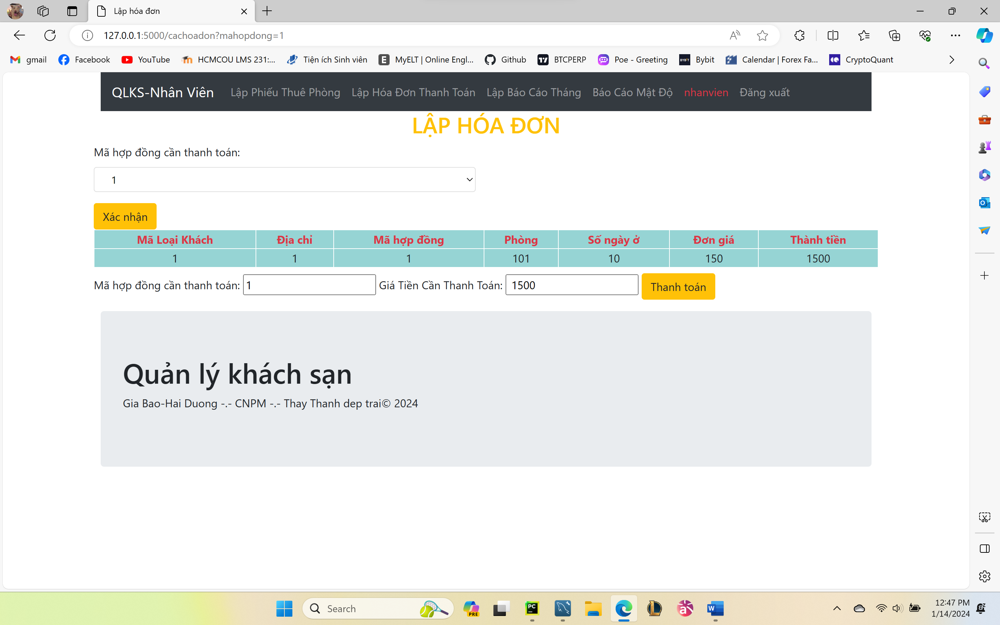 Lập hóa đơn
127.0.0.1:5000/cachoadon?mahopdong=1
gmail Facebook YouTube HCMCOU LMS 231:... Tiện ích Sinh viên MyELT | Online Engl... Github BTCPERP Poe - Greeting Bybit Calendar | Forex Fa... CryptoQuant
QLKS-Nhân Viên Lập Phiếu Thuê Phòng Lập Hóa Đơn Thanh Toán Lập Báo Cáo Tháng Báo Cáo Mật Độ nhanvien Đăng xuất
LẬP HÓA ĐƠN
Mã hợp đồng cần thanh toán:
1
Xác nhận
Mã Loại Khách Địa chỉ Mã hợp đồng Phòng Số ngày ở Đơn giá Thành tiền
1 1 1 101 10 150 1500
Mã hợp đồng cần thanh toán: 1 Giá Tiền Cần Thanh Toán: 1500 Thanh toán
Quản lý khách sạn
Gia Bao-Hai Duong -.- CNPM -.- Thay Thanh dep trai© 2024
Search
PRE
12:47 PM
1/14/2024